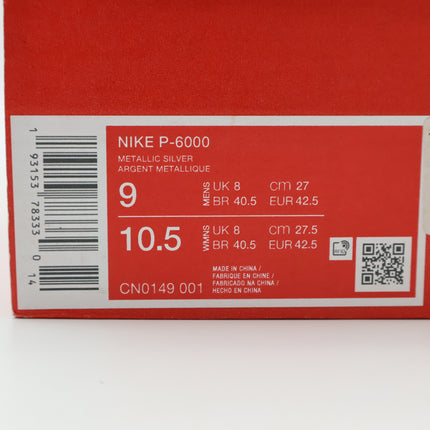 NIKE P-6000
METALLIC SILVER
ARGENT METALLIQUE
9 MENS UK 8 CM 27
BR 40.5 EUR 42.5
10.5 WMNS UK 8 CM 27.5
BR 40.5 EUR 42.5
MADE IN CHINA /
FABRIQUE EN CHINE /
FABRICADO NA CHINA /
HECHO EN CHINA
CN0149 001
1 93153 78333 0 14